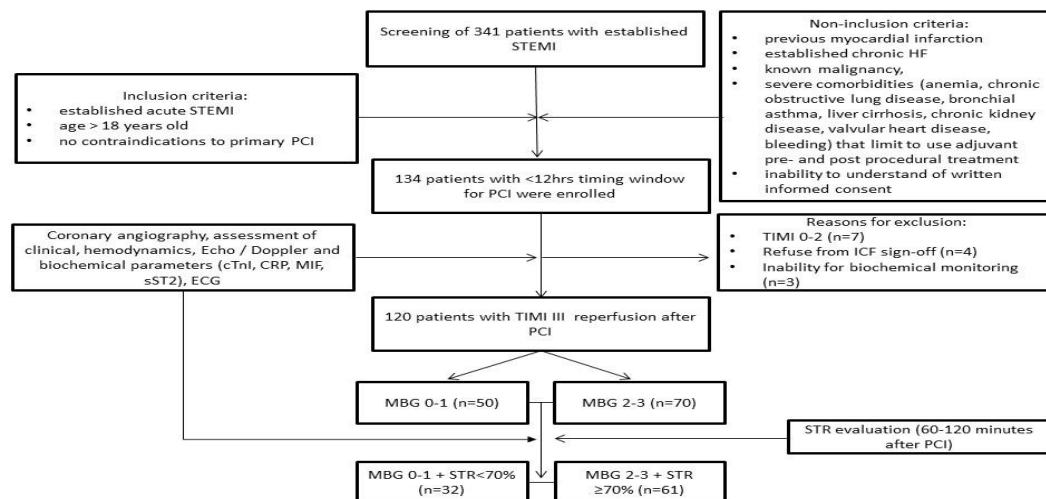 Screening of 341 patients with established
STEMI
Non-inclusion criteria:
• previous myocardial infarction
• established chronic HF
• known malignancy,
• severe comorbidities (anemia, chronic
obstructive lung disease, bronchial
asthma, liver cirrhosis, chronic kidney
disease, valvular heart disease,
bleeding) that limit to use adjuvant
pre- and post procedural treatment
• inability to understand of written
informed consent
Inclusion criteria:
• established acute STEMI
• age > 18 years old
• no contraindications to primary PCI
134 patients with <12hrs timing window
for PCI were enrolled
Coronary angiography, assessment of
clinical, hemodynamics, Echo / Doppler and
biochemical parameters (cTnI, CRP, MIF,
sST2), ECG
Reasons for exclusion:
• TIMI 0-2 (n=7)
• Refuse from ICF sign-off (n=4)
• Inability for biochemical monitoring
(n=3)
120 patients with TIMI III reperfusion after
PCI
MBG 0-1 (n=50)
MBG 2-3 (n=70)
STR evaluation (60-120 minutes
after PCI)
MBG 0-1 + STR<70%
(n=32)
MBG 2-3 + STR
≥70% (n=61)